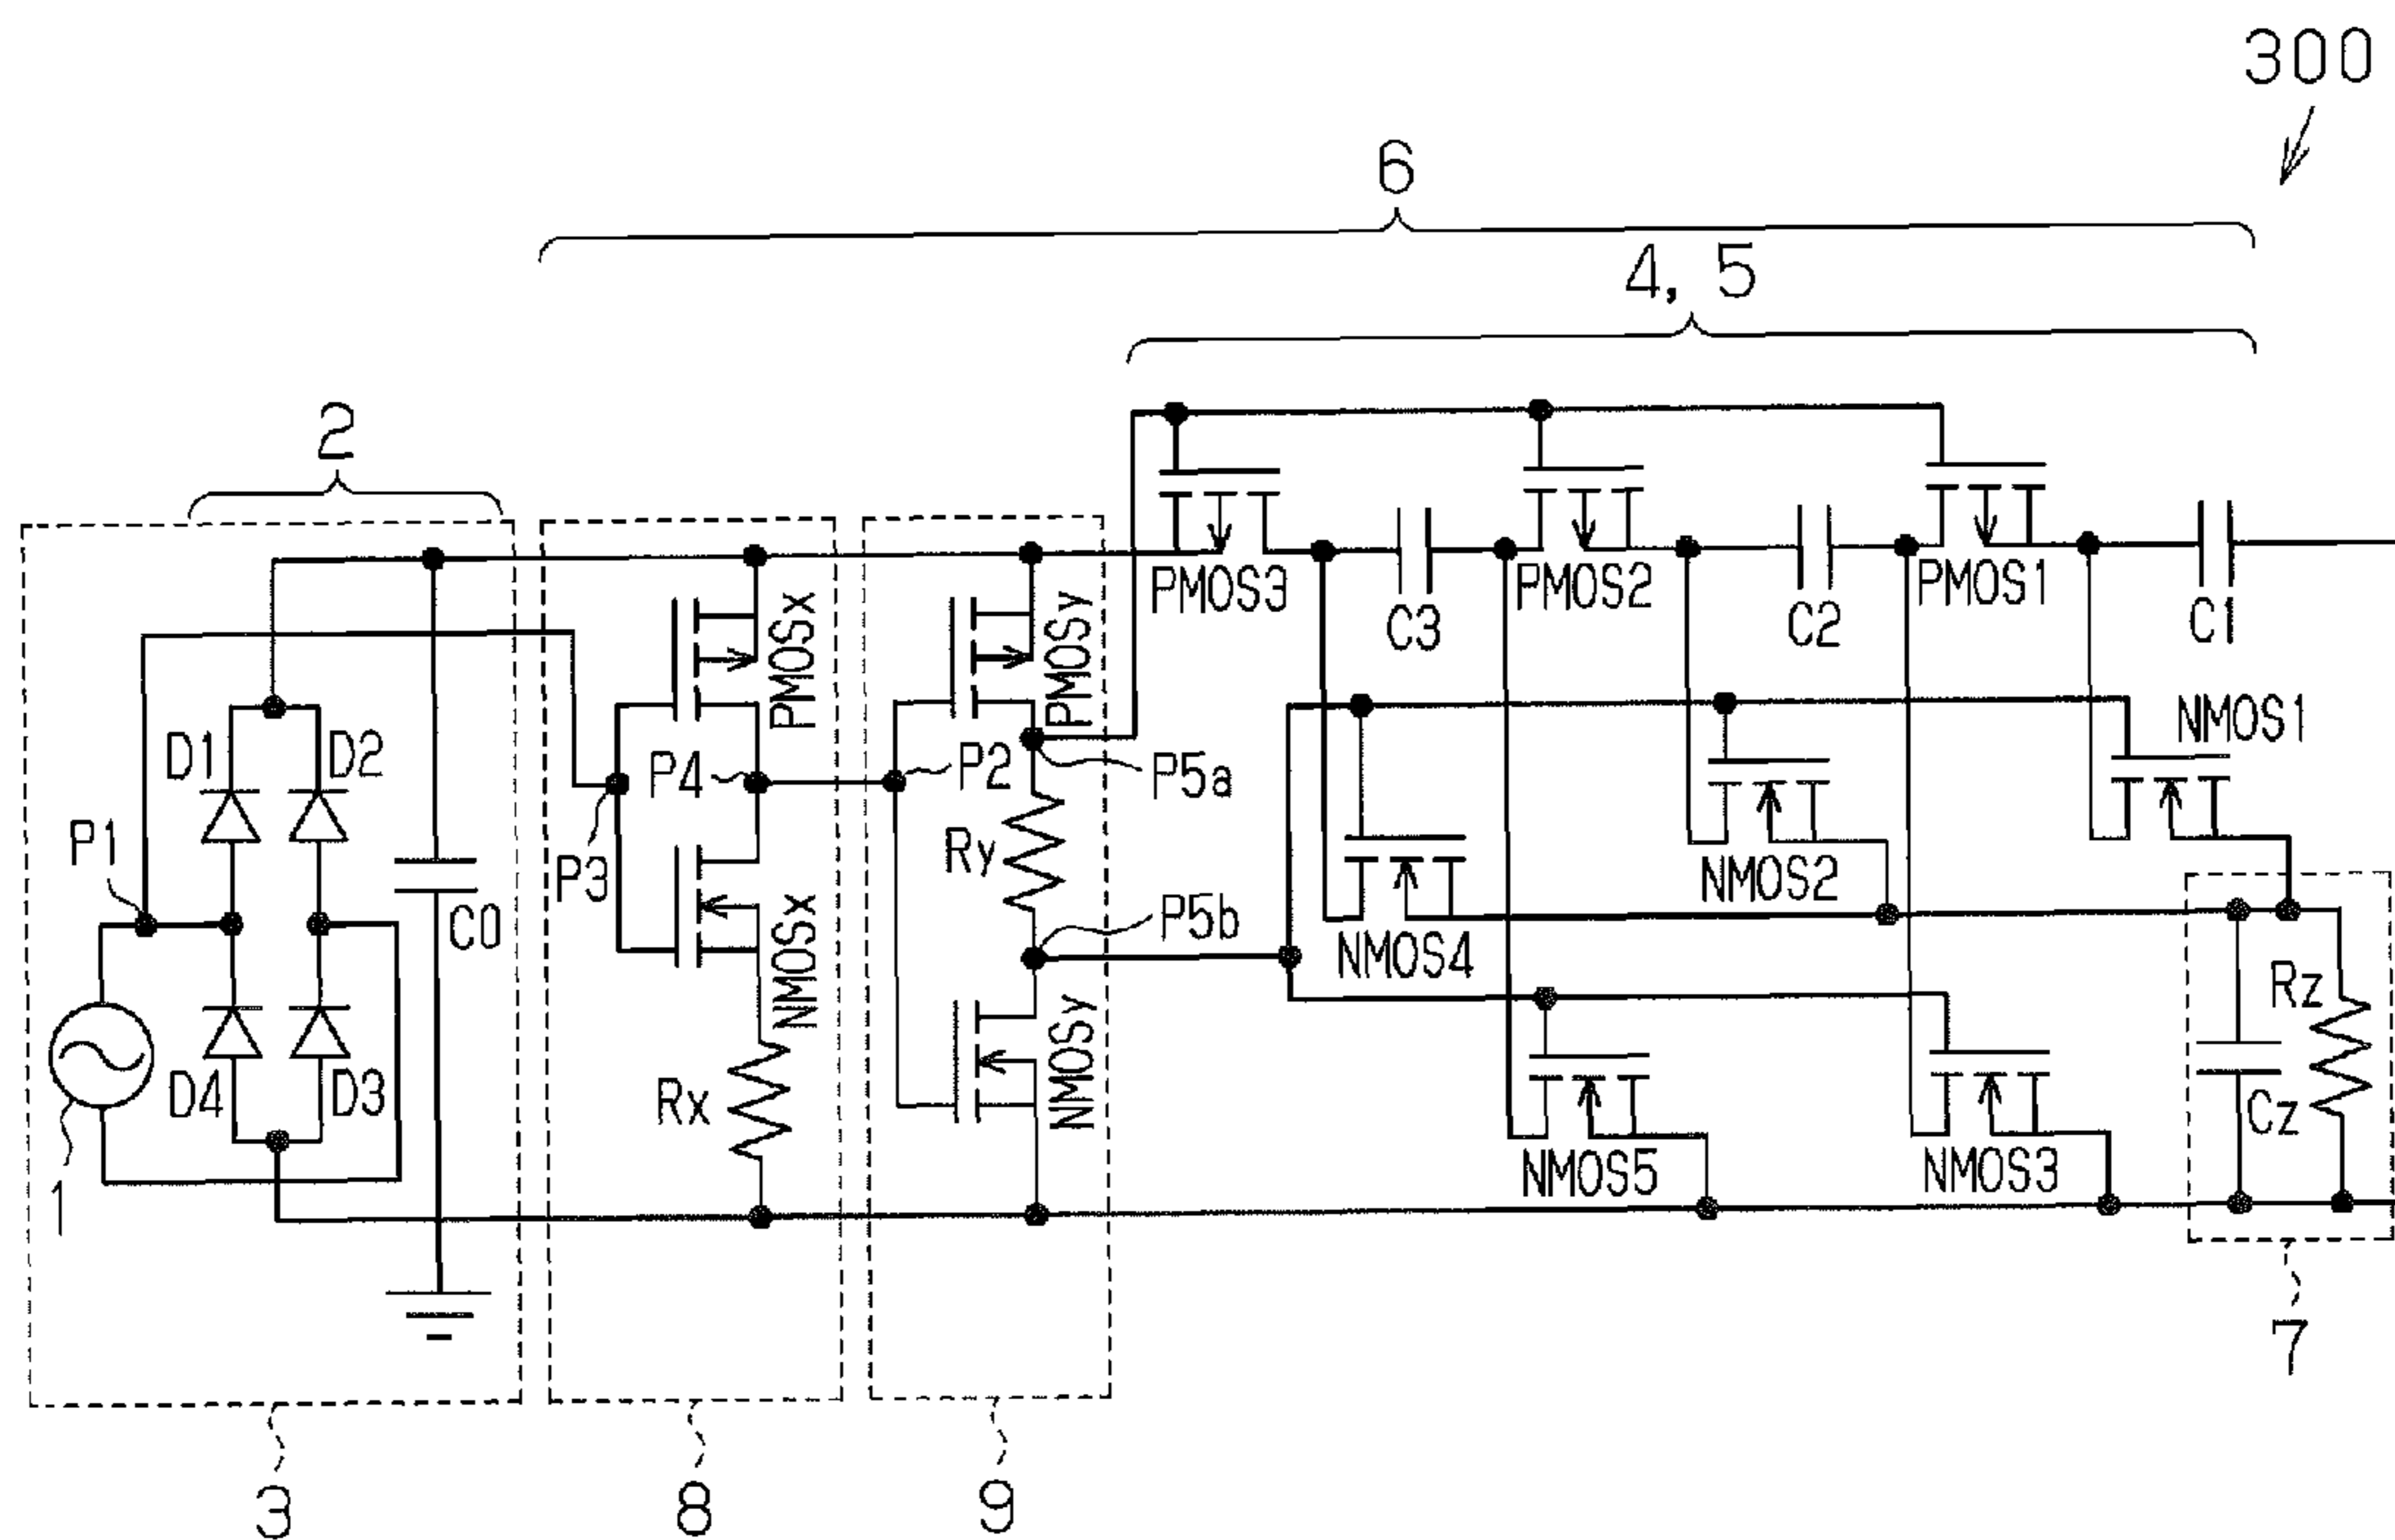 300
6
4, 5
2
PMOS3
PMOS2
PMOS1
C3
C2
C1
PMOSx
PMOSy
NMOS1
D1
D2
P4
P2
P5a
P1
P3
Ry
NMOS2
C0
P5b
NMOS4
NMOSx
Rz
D4
D3
Rx
NMOSy
Cz
1
NMOS5
NMOS3
7
3
8
9